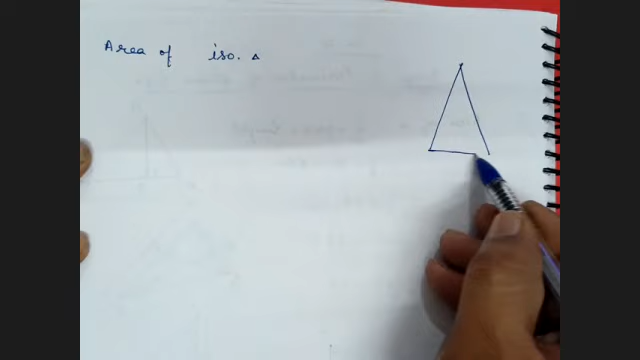 Area of iso. △